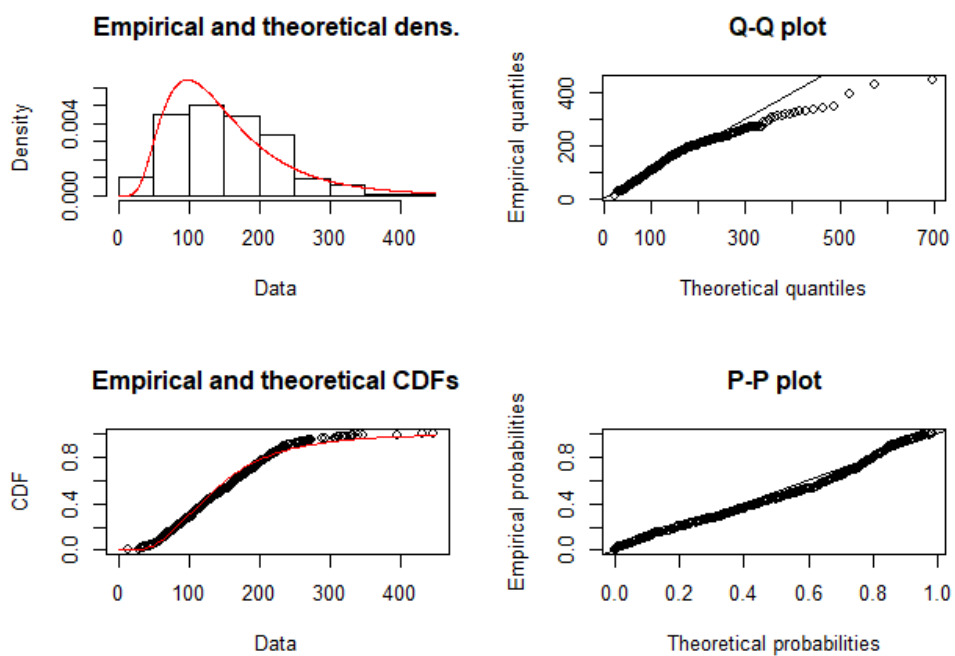 Empirical and theoretical dens.
Density
0.000
0.004
0 100 200 300 400
Data
Q-Q plot
Empirical quantiles
0 200 400
0 100 300 500 700
Theoretical quantiles
Empirical and theoretical CDFs
CDF
0.0 0.4 0.8
0 100 200 300 400
Data
P-P plot
Empirical probabilities
0.0 0.4 0.8
0.0 0.2 0.4 0.6 0.8 1.0
Theoretical probabilities